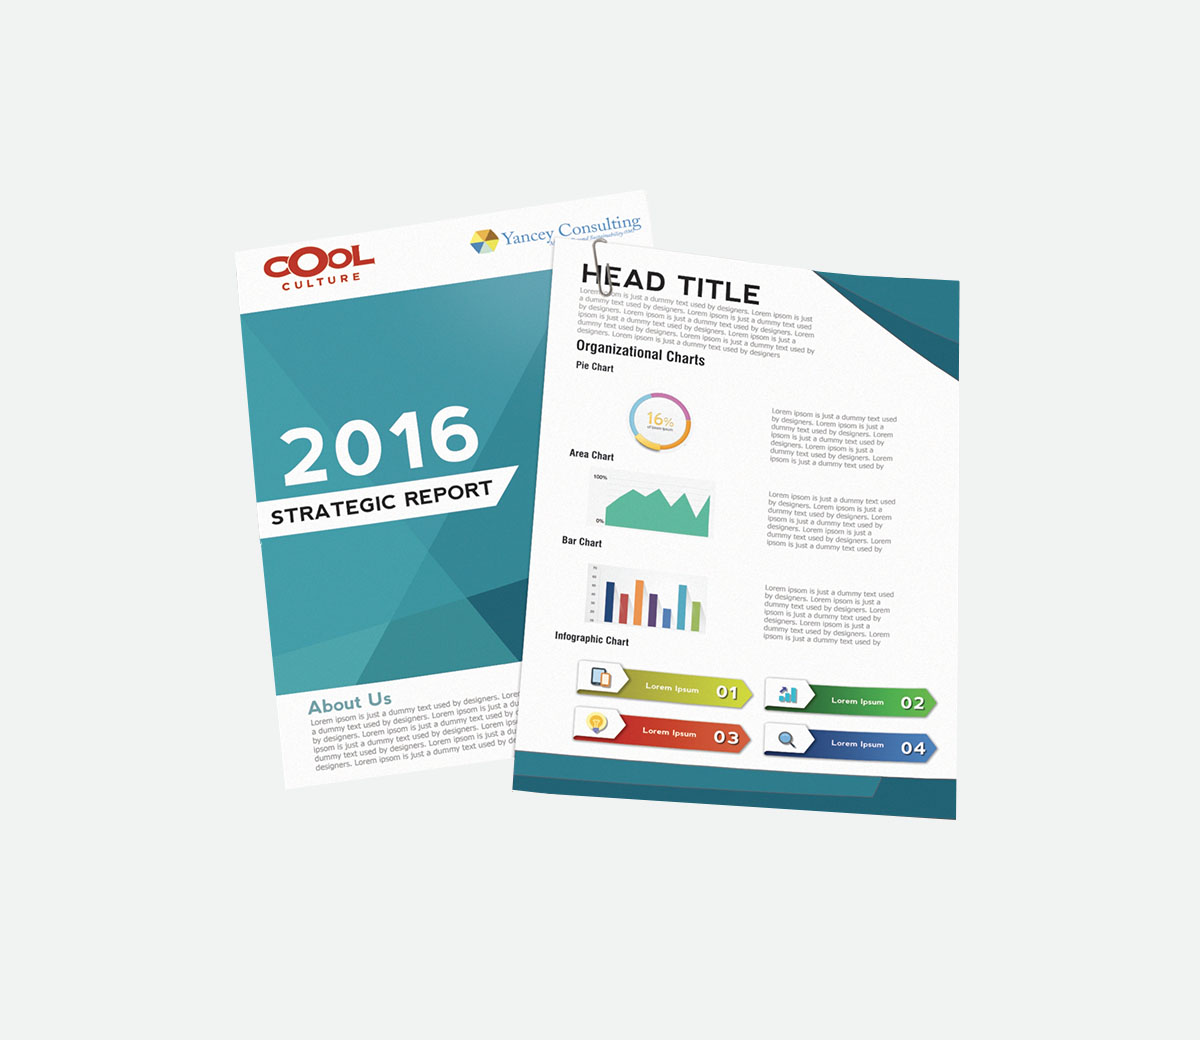 COOL
CULTURE
Yancey Consulting
2016
STRATEGIC REPORT
About Us
Lorem ipsum is just a dummy text used by designers. Lorem
a dummy text used by designers. Lorem ipsum is just a
by designers. Lorem ipsum is just a dummy text used
ipsum is just a dummy text used by designers. Lorem
dummy text used by designers. Lorem ipsum is just a
designers. Lorem ipsum is just a dummy text used by
HEAD TITLE
Lorem ipsum is just a dummy text used by designers. Lorem ipsum is just
a dummy text used by designers. Lorem ipsum is just a dummy text used
by designers. Lorem ipsum is just a dummy text used by designers. Lorem
ipsum is just a dummy text used by designers. Lorem ipsum is just a
dummy text used by designers. Lorem ipsum is just a dummy text used by
designers. Lorem ipsum is just a dummy text used by designers
Organizational Charts
Pie Chart
16%
of lorem ipsum
Lorem ipsum is just a dummy text
used by designers. Lorem ipsum is
just a dummy text used by
designers. Lorem ipsum is just a
dummy text used by designers.
Lorem ipsum is just a dummy text
used by designers. Lorem
ipsum is just a dummy text used by
Area Chart
100%
0%
Lorem ipsum is just a dummy text
used by designers. Lorem ipsum is
just a dummy text used by
designers. Lorem ipsum is just a
dummy text used by designers.
Lorem ipsum is just a dummy text
used by designers. Lorem
ipsum is just a dummy text used by
Bar Chart
Lorem ipsum is just a dummy text used
by designers. Lorem ipsum is just a
dummy text used by designers. Lorem
ipsum is just a dummy text used by
designers. Lorem ipsum is just a
dummy text used by designers. Lorem
ipsum is just a dummy text used by
Infographic Chart
Lorem Ipsum 01
Lorem Ipsum 02
Lorem Ipsum 03
Lorem Ipsum 04